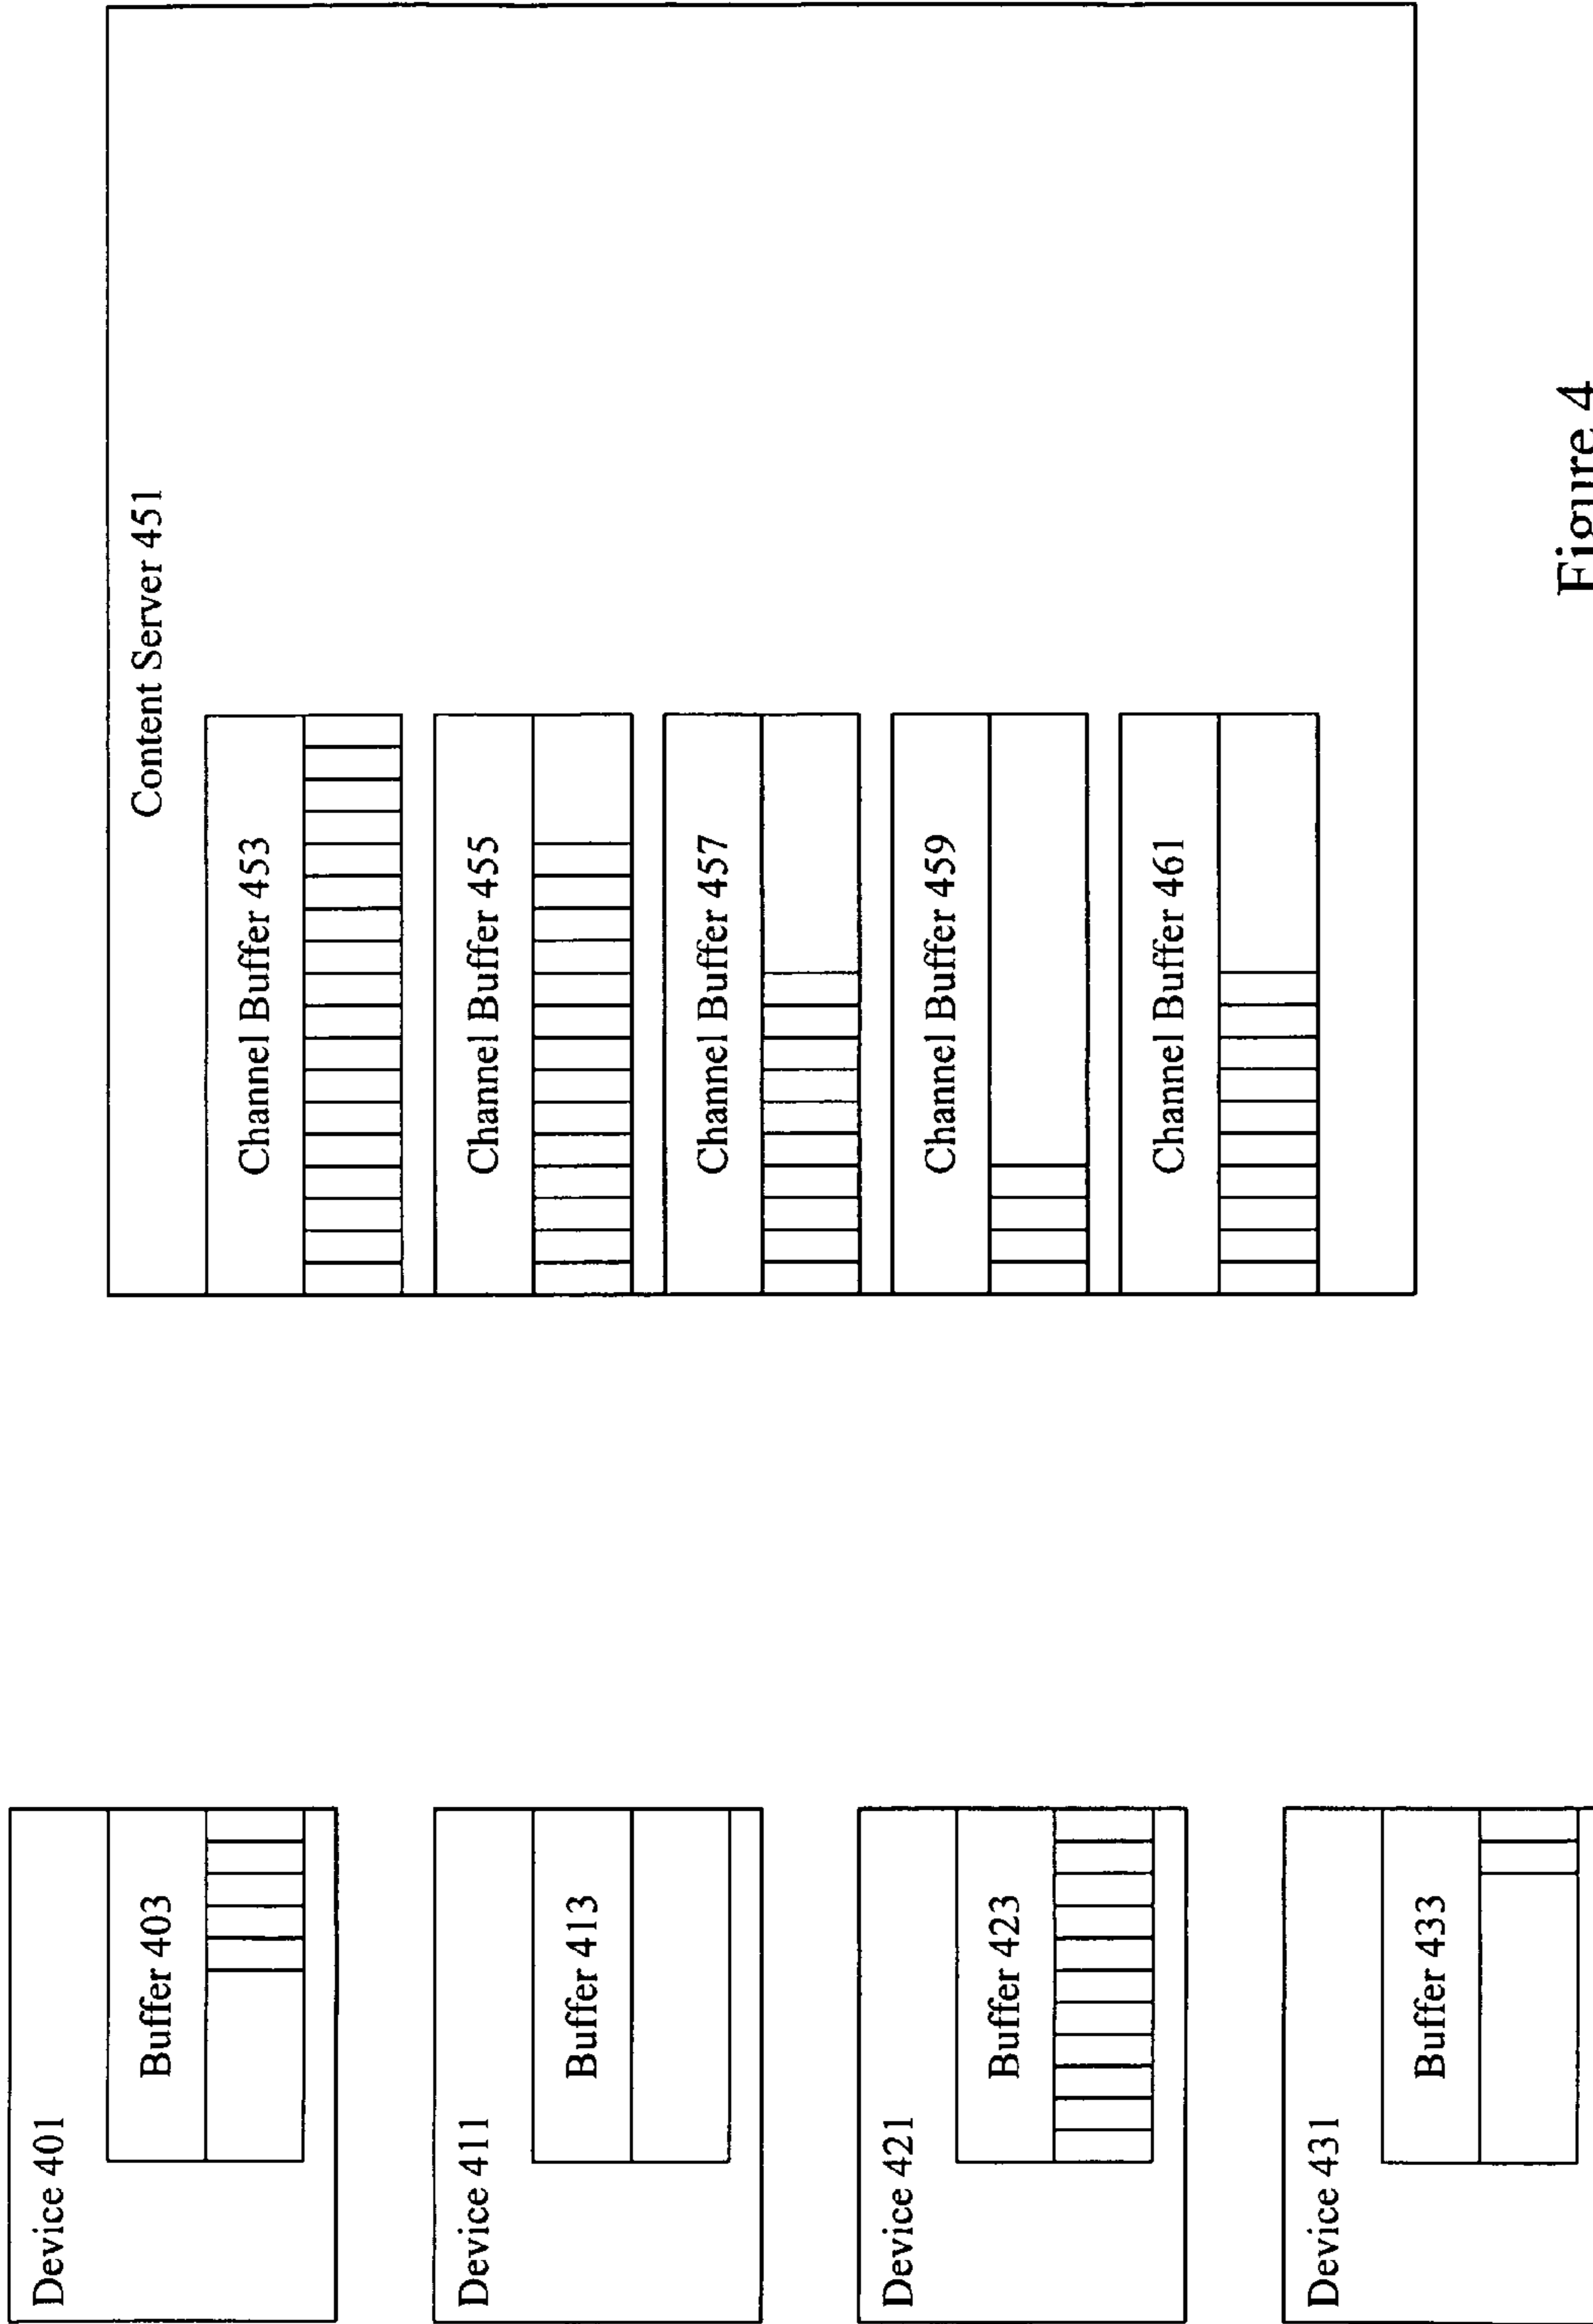 Device 401
Buffer 403
Device 411
Buffer 413
Device 421
Buffer 423
Device 431
Buffer 433
Content Server 451
Channel Buffer 453
Channel Buffer 455
Channel Buffer 457
Channel Buffer 459
Channel Buffer 461
Figure 4